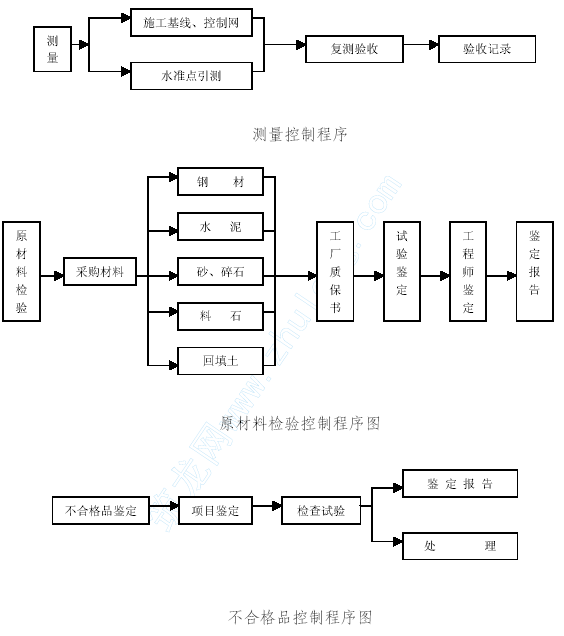 测量
施工基线、控制网
水准点引测
复测验收
验收记录
测量控制程序
原材料检验
采购材料
钢 材
水 泥
砂、碎石
料 石
回填土
工厂质保书
试验鉴定
工程师鉴定
鉴定报告
原材料检验控制程序图
不合格品鉴定
项目鉴定
检查试验
鉴 定 报 告
处 理
不合格品控制程序图